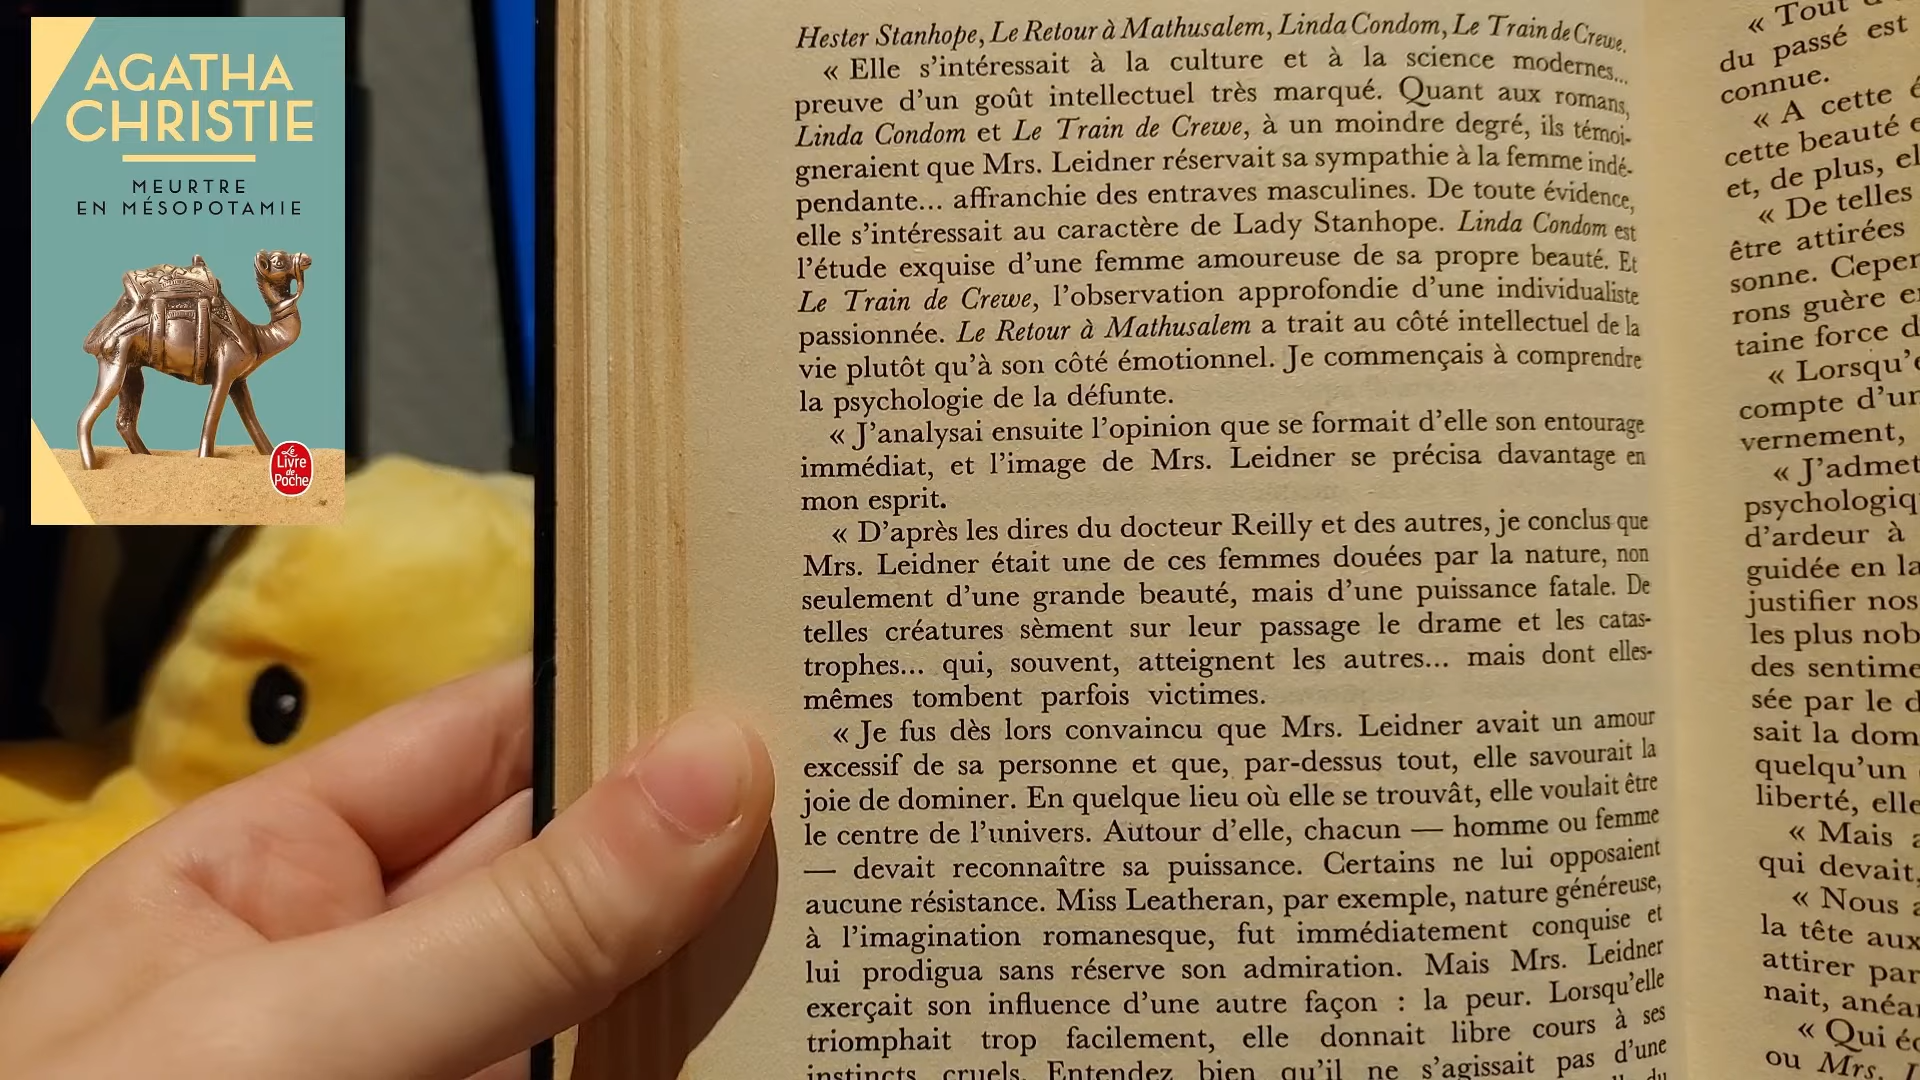 AGATHA
CHRISTIE
MEURTRE
EN MÉSOPOTAMIE
Le
Livre
de
Poche
Hester Stanhope, Le Retour à Mathusalem, Linda Condom, Le Train de Crewe.
« Elle s'intéressait à la culture et à la science modernes...
preuve d'un goût intellectuel très marqué. Quant aux romans,
Linda Condom et Le Train de Crewe, à un moindre degré, ils témoi-
gneraient que Mrs. Leidner réservait sa sympathie à la femme indé-
pendante... affranchie des entraves masculines. De toute évidence,
elle s'intéressait au caractère de Lady Stanhope. Linda Condom est
l'étude exquise d'une femme amoureuse de sa propre beauté. Et
Le Train de Crewe, l'observation approfondie d'une individualiste
passionnée. Le Retour à Mathusalem a trait au côté intellectuel de la
vie plutôt qu'à son côté émotionnel. Je commençais à comprendre
la psychologie de la défunte.
« J'analysai ensuite l'opinion que se formait d'elle son entourage
immédiat, et l'image de Mrs. Leidner se précisa davantage en
mon esprit.
« D'après les dires du docteur Reilly et des autres, je conclus que
Mrs. Leidner était une de ces femmes douées par la nature, non
seulement d'une grande beauté, mais d'une puissance fatale. De
telles créatures sèment sur leur passage le drame et les catas-
trophes... qui, souvent, atteignent les autres... mais dont elles-
mêmes tombent parfois victimes.
« Je fus dès lors convaincu que Mrs. Leidner avait un amour
excessif de sa personne et que, par-dessus tout, elle savourait la
joie de dominer. En quelque lieu où elle se trouvât, elle voulait être
le centre de l'univers. Autour d'elle, chacun — homme ou femme
— devait reconnaître sa puissance. Certains ne lui opposaient
aucune résistance. Miss Leatheran, par exemple, nature généreuse,
à l'imagination romanesque, fut immédiatement conquise et
lui prodigua sans réserve son admiration. Mais Mrs. Leidner
exerçait son influence d'une autre façon : la peur. Lorsqu'elle
triomphait trop facilement, elle donnait libre cours à ses
instincts cruels. Entendez bien qu'il ne s'agissait pas d'une
« Tout
du passé est
connue.
« A cette
cette beauté
et, de plus,
« De telles
être attirées
sonne.
rons guère
taine force
« Lorsqu'
compte d'un
vernement,
« J'admet
psychologiq
d'ardeur à
guidée en la
justifier nos
les plus nob
des sentime
sée par le
sait la dom
quelqu'un
liberté, elle
« Mais
qui devait,
« Nous
la tête aux
attirer par
nait, anéan
« Qui
ou Mrs.